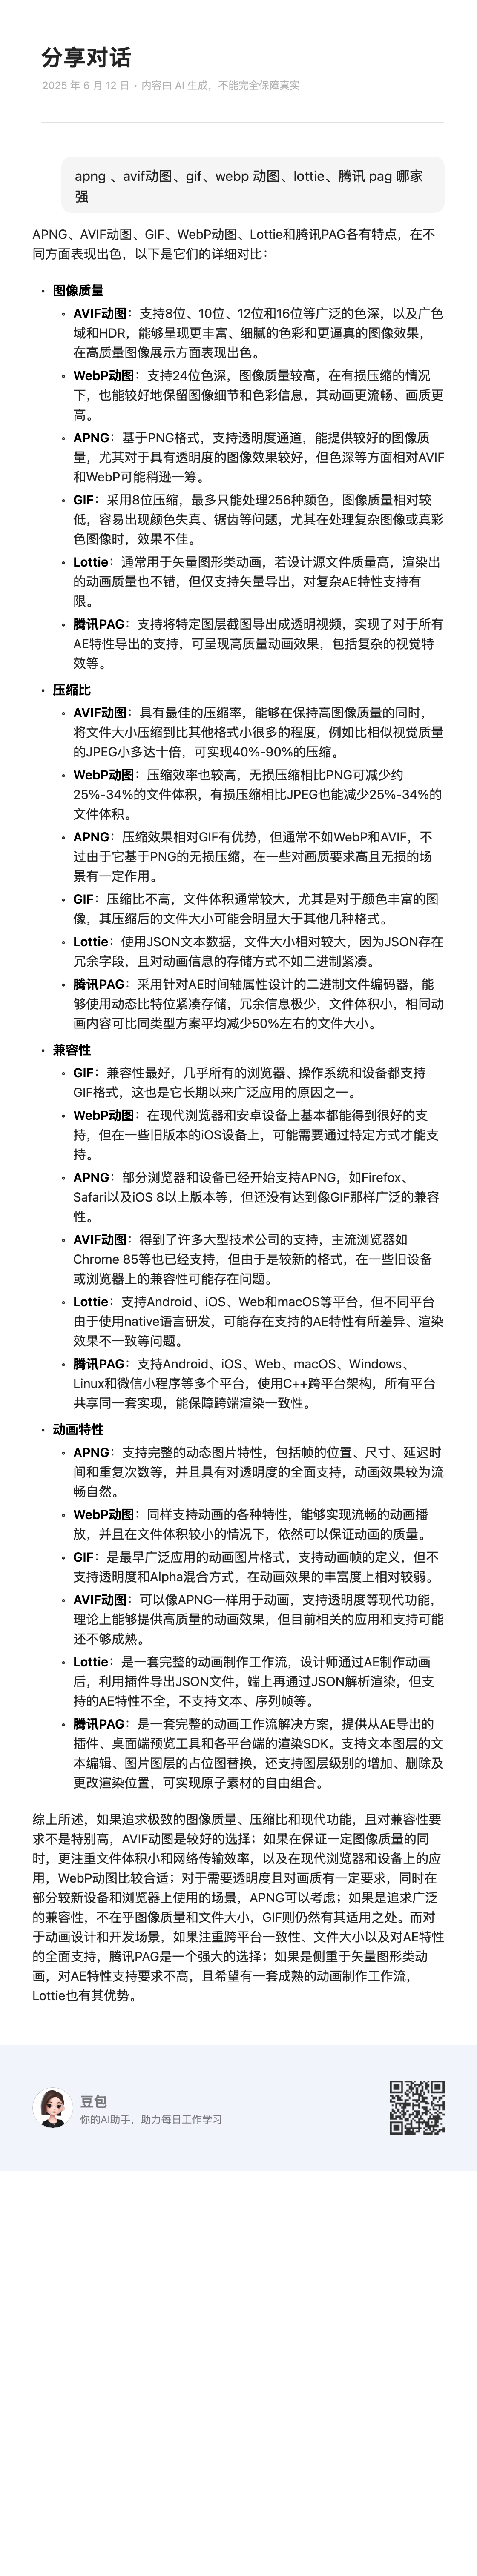 分享对话
2025 年 6 月 12 日 • 内容由 AI 生成，不能完全保障真实
apng 、avif动图、gif、webp 动图、lottie、腾讯 pag 哪家
强
APNG、AVIF动图、GIF、WebP动图、Lottie和腾讯PAG各有特点，在不
同方面表现出色，以下是它们的详细对比：
• 图像质量
• AVIF动图：支持8位、10位、12位和16位等广泛的色深，以及广色
域和HDR，能够呈现更丰富、细腻的色彩和更逼真的图像效果，
在高质量图像展示方面表现出色。
• WebP动图：支持24位色深，图像质量较高，在有损压缩的情况
下，也能较好地保留图像细节和色彩信息，其动画更流畅、画质更
高。
• APNG：基于PNG格式，支持透明度通道，能提供较好的图像质
量，尤其对于具有透明度的图像效果较好，但色深等方面相对AVIF
和WebP可能稍逊一筹。
• GIF：采用8位压缩，最多只能处理256种颜色，图像质量相对较
低，容易出现颜色失真、锯齿等问题，尤其在处理复杂图像或真彩
色图像时，效果不佳。
• Lottie：通常用于矢量图形类动画，若设计源文件质量高，渲染出
的动画质量也不错，但仅支持矢量导出，对复杂AE特性支持有
限。
• 腾讯PAG：支持将特定图层截图导出成透明视频，实现了对于所有
AE特性导出的支持，可呈现高质量动画效果，包括复杂的视觉特
效等。
• 压缩比
• AVIF动图：具有最佳的压缩率，能够在保持高图像质量的同时，
将文件大小压缩到比其他格式小很多的程度，例如比相似视觉质量
的JPEG小多达十倍，可实现40%-90%的压缩。
• WebP动图：压缩效率也较高，无损压缩相比PNG可减少约
25%-34%的文件体积，有损压缩相比JPEG也能减少25%-34%的
文件体积。
• APNG：压缩效果相对GIF有优势，但通常不如WebP和AVIF，不
过由于它基于PNG的无损压缩，在一些对画质要求高且无损的场
景有一定作用。
• GIF：压缩比不高，文件体积通常较大，尤其是对于颜色丰富的图
像，其压缩后的文件大小可能会明显大于其他几种格式。
• Lottie：使用JSON文本数据，文件大小相对较大，因为JSON存在
冗余字段，且对动画信息的存储方式不如二进制紧凑。
• 腾讯PAG：采用针对AE时间轴属性设计的二进制文件编码器，能
够使用动态比特位紧凑存储，冗余信息极少，文件体积小，相同动
画内容可比同类型方案平均减少50%左右的文件大小。
• 兼容性
• GIF：兼容性最好，几乎所有的浏览器、操作系统和设备都支持
GIF格式，这也是它长期以来广泛应用的原因之一。
• WebP动图：在现代浏览器和安卓设备上基本都能得到很好的支
持，但在一些旧版本的iOS设备上，可能需要通过特定方式才能支
持。
• APNG：部分浏览器和设备已经开始支持APNG，如Firefox、
Safari以及iOS 8以上版本等，但还没有达到像GIF那样广泛的兼容
性。
• AVIF动图：得到了许多大型技术公司的支持，主流浏览器如
Chrome 85等也已经支持，但由于是较新的格式，在一些旧设备
或浏览器上的兼容性可能存在问题。
• Lottie：支持Android、iOS、Web和macOS等平台，但不同平台
由于使用native语言研发，可能存在支持的AE特性有所差异、渲染
效果不一致等问题。
• 腾讯PAG：支持Android、iOS、Web、macOS、Windows、
Linux和微信小程序等多个平台，使用C++跨平台架构，所有平台
共享同一套实现，能保障跨端渲染一致性。
• 动画特性
• APNG：支持完整的动态图片特性，包括帧的位置、尺寸、延迟时
间和重复次数等，并且具有对透明度的全面支持，动画效果较为流
畅自然。
• WebP动图：同样支持动画的各种特性，能够实现流畅的动画播
放，并且在文件体积较小的情况下，依然可以保证动画的质量。
• GIF：是最早广泛应用的动画图片格式，支持动画帧的定义，但不
支持透明度和Alpha混合方式，在动画效果的丰富度上相对较弱。
• AVIF动图：可以像APNG一样用于动画，支持透明度等现代功能，
理论上能够提供高质量的动画效果，但目前相关的应用和支持可能
还不够成熟。
• Lottie：是一套完整的动画制作工作流，设计师通过AE制作动画
后，利用插件导出JSON文件，端上再通过JSON解析渲染，但支
持的AE特性不全，不支持文本、序列帧等。
• 腾讯PAG：是一套完整的动画工作流解决方案，提供从AE导出的
插件、桌面端预览工具和各平台端的渲染SDK。支持文本图层的文
本编辑、图片图层的占位图替换，还支持图层级别的增加、删除及
更改渲染位置，可实现原子素材的自由组合。
综上所述，如果追求极致的图像质量、压缩比和现代功能，且对兼容性要
求不是特别高，AVIF动图是较好的选择；如果在保证一定图像质量的同
时，更注重文件体积小和网络传输效率，以及在现代浏览器和设备上的应
用，WebP动图比较合适；对于需要透明度且对画质有一定要求，同时在
部分较新设备和浏览器上使用的场景，APNG可以考虑；如果是追求广泛
的兼容性，不在乎图像质量和文件大小，GIF则仍然有其适用之处。而对
于动画设计和开发场景，如果注重跨平台一致性、文件大小以及对AE特性
的全面支持，腾讯PAG是一个强大的选择；如果是侧重于矢量图形类动
画，对AE特性支持要求不高，且希望有一套成熟的动画制作工作流，
Lottie也有其优势。
豆包
你的AI助手，助力每日工作学习